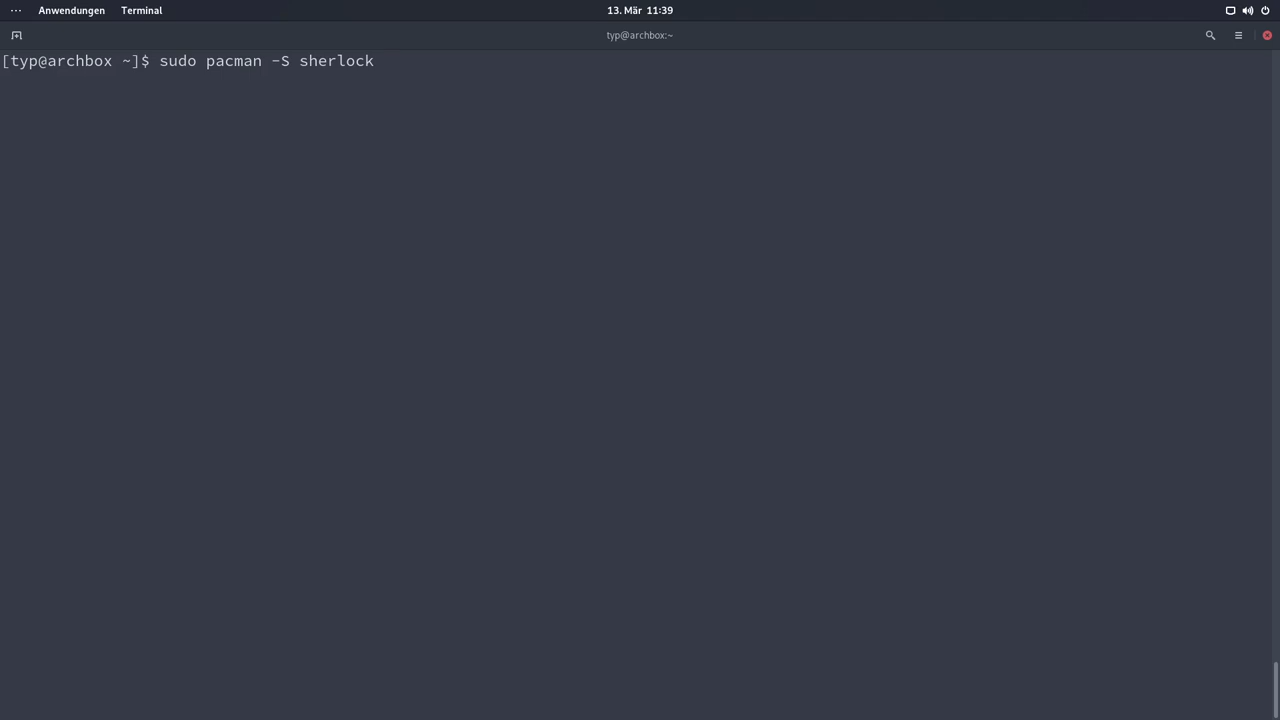 ··· Anwendungen Terminal 13. Mär 11:39
typ@archbox:~
[typ@archbox ~]$ sudo pacman -S sherlock